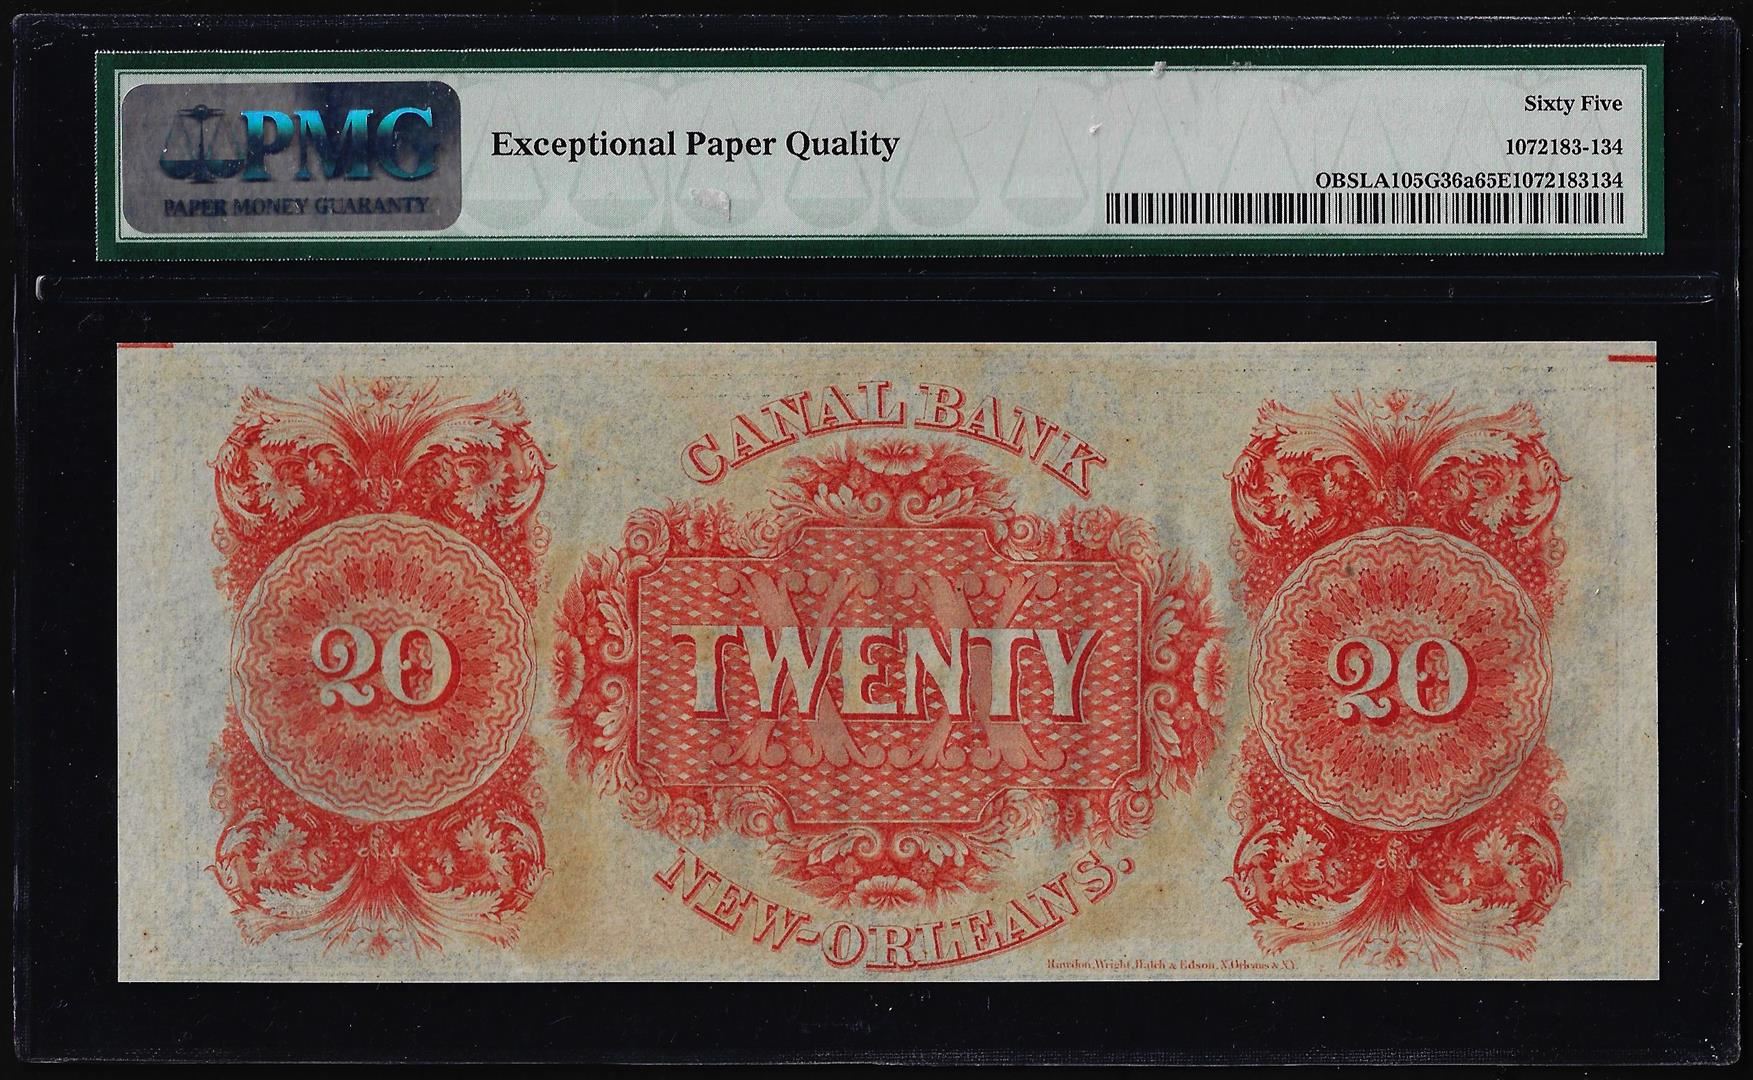 PMG
PAPER MONEY GUARANTY
Exceptional Paper Quality
Sixty Five
1072183-134
OBSLA105G36a65E1072183134
CANAL BANK
20
XX
TWENTY
20
NEW-ORLEANS.
Rawdon, Wright, Hatch & Edson, N.Orleans & N.Y.